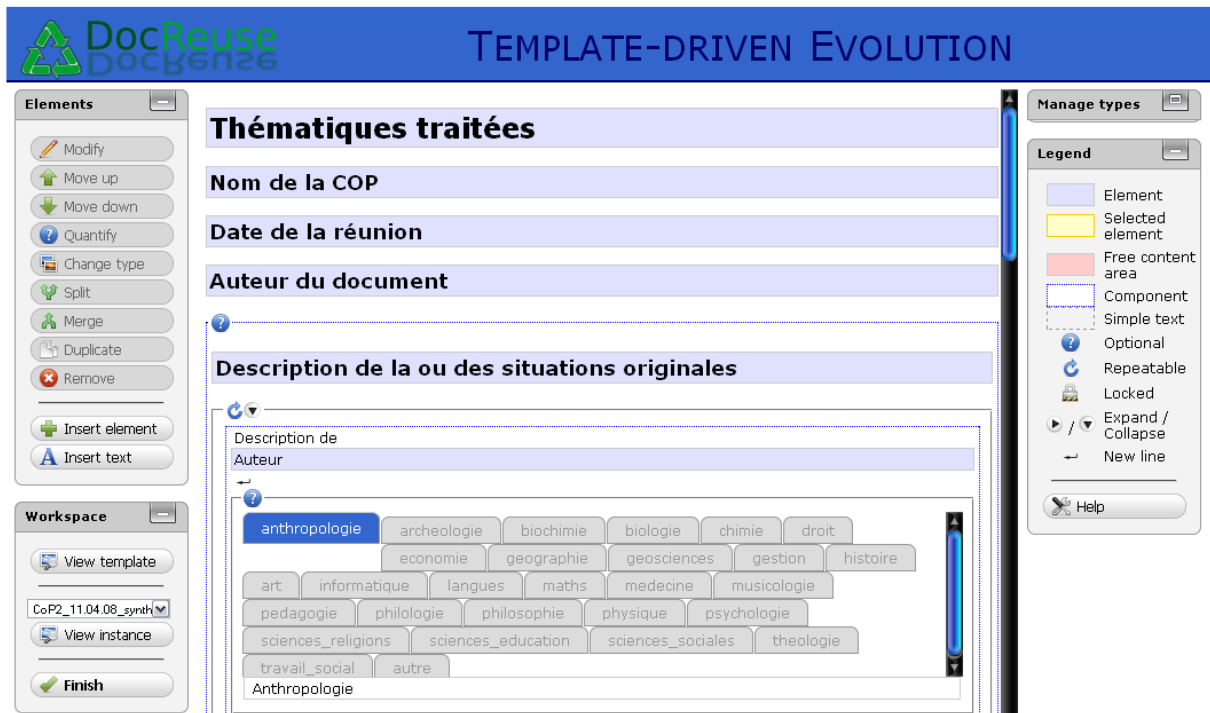 DocReuse
TEMPLATE-DRIVEN EVOLUTION
Elements
Modify
Move up
Move down
Quantify
Change type
Split
Merge
Duplicate
Remove
Insert element
Insert text
Workspace
View template
CoP2_11.04.08_synth
View instance
Finish
Thématiques traitées
Nom de la COP
Date de la réunion
Auteur du document
Description de la ou des situations originales
Description de
Auteur
anthropologie archeologie biochimie biologie chimie droit
economie geographie geosciences gestion histoire
art informatique langues maths medecine musicologie
pedagogie philologie philosophie physique psychologie
sciences_religions sciences_education sciences_sociales theologie
travail_social autre
Anthropologie
Manage types
Legend
Element
Selected
element
Free content
area
Component
Simple text
Optional
Repeatable
Locked
Expand /
Collapse
New line
Help